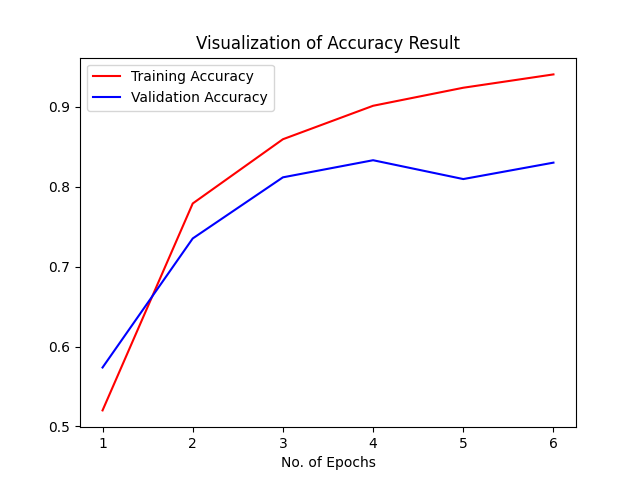 Visualization of Accuracy Result
Training Accuracy
Validation Accuracy
0.9
0.8
0.7
0.6
0.5
1 2 3 4 5 6
No. of Epochs